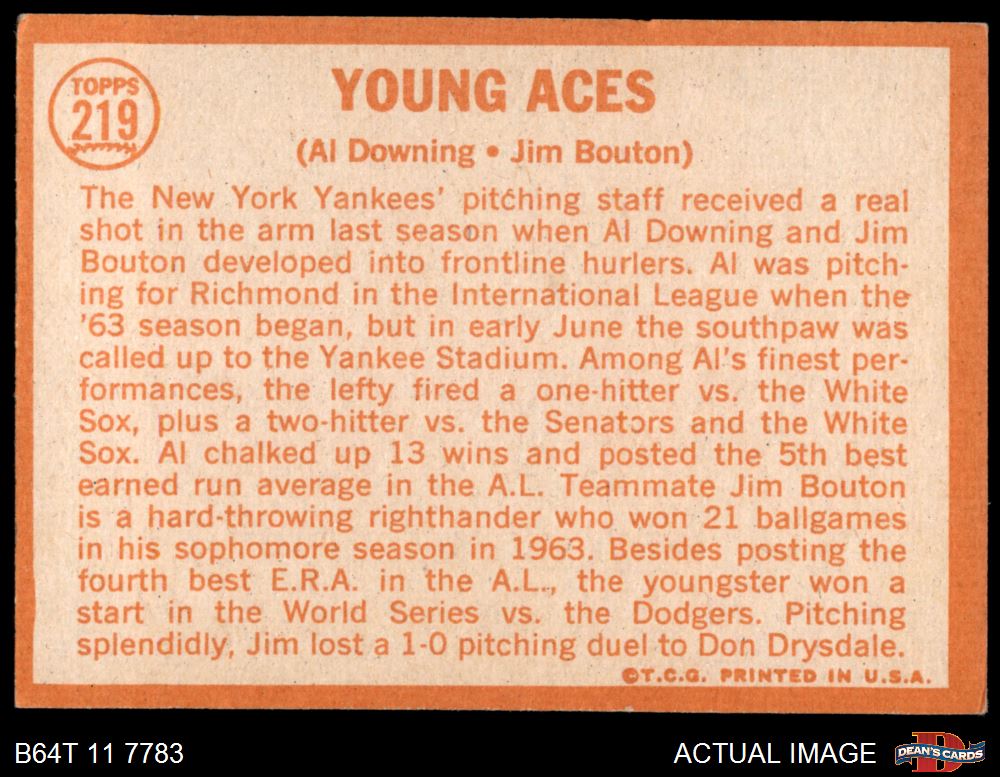 TOPPS
219
YOUNG ACES
(Al Downing • Jim Bouton)
The New York Yankees' pitching staff received a real
shot in the arm last season when Al Downing and Jim
Bouton developed into frontline hurlers. Al was pitch-
ing for Richmond in the International League when the
'63 season began, but in early June the southpaw was
called up to the Yankee Stadium. Among Al's finest per-
formances, the lefty fired a one-hitter vs. the White
Sox, plus a two-hitter vs. the Senators and the White
Sox. Al chalked up 13 wins and posted the 5th best
earned run average in the A.L. Teammate Jim Bouton
is a hard-throwing righthander who won 21 ballgames
in his sophomore season in 1963. Besides posting the
fourth best E.R.A. in the A.L., the youngster won a
start in the World Series vs. the Dodgers. Pitching
splendidly, Jim lost a 1-0 pitching duel to Don Drysdale.
©T.C.G. PRINTED IN U.S.A.
B64T 11 7783
ACTUAL IMAGE
D
DEAN'S CARDS